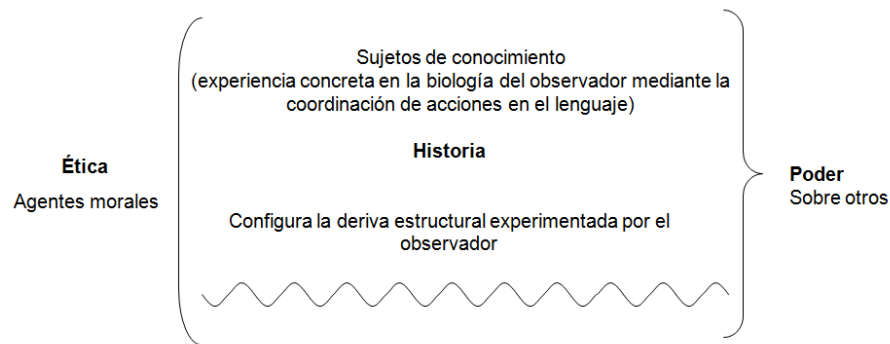 Sujetos de conocimiento
(experiencia concreta en la biología del observador mediante la
coordinación de acciones en el lenguaje)
Historia
Ética
Agentes morales
Poder
Sobre otros
Configura la deriva estructural experimentada por el
observador